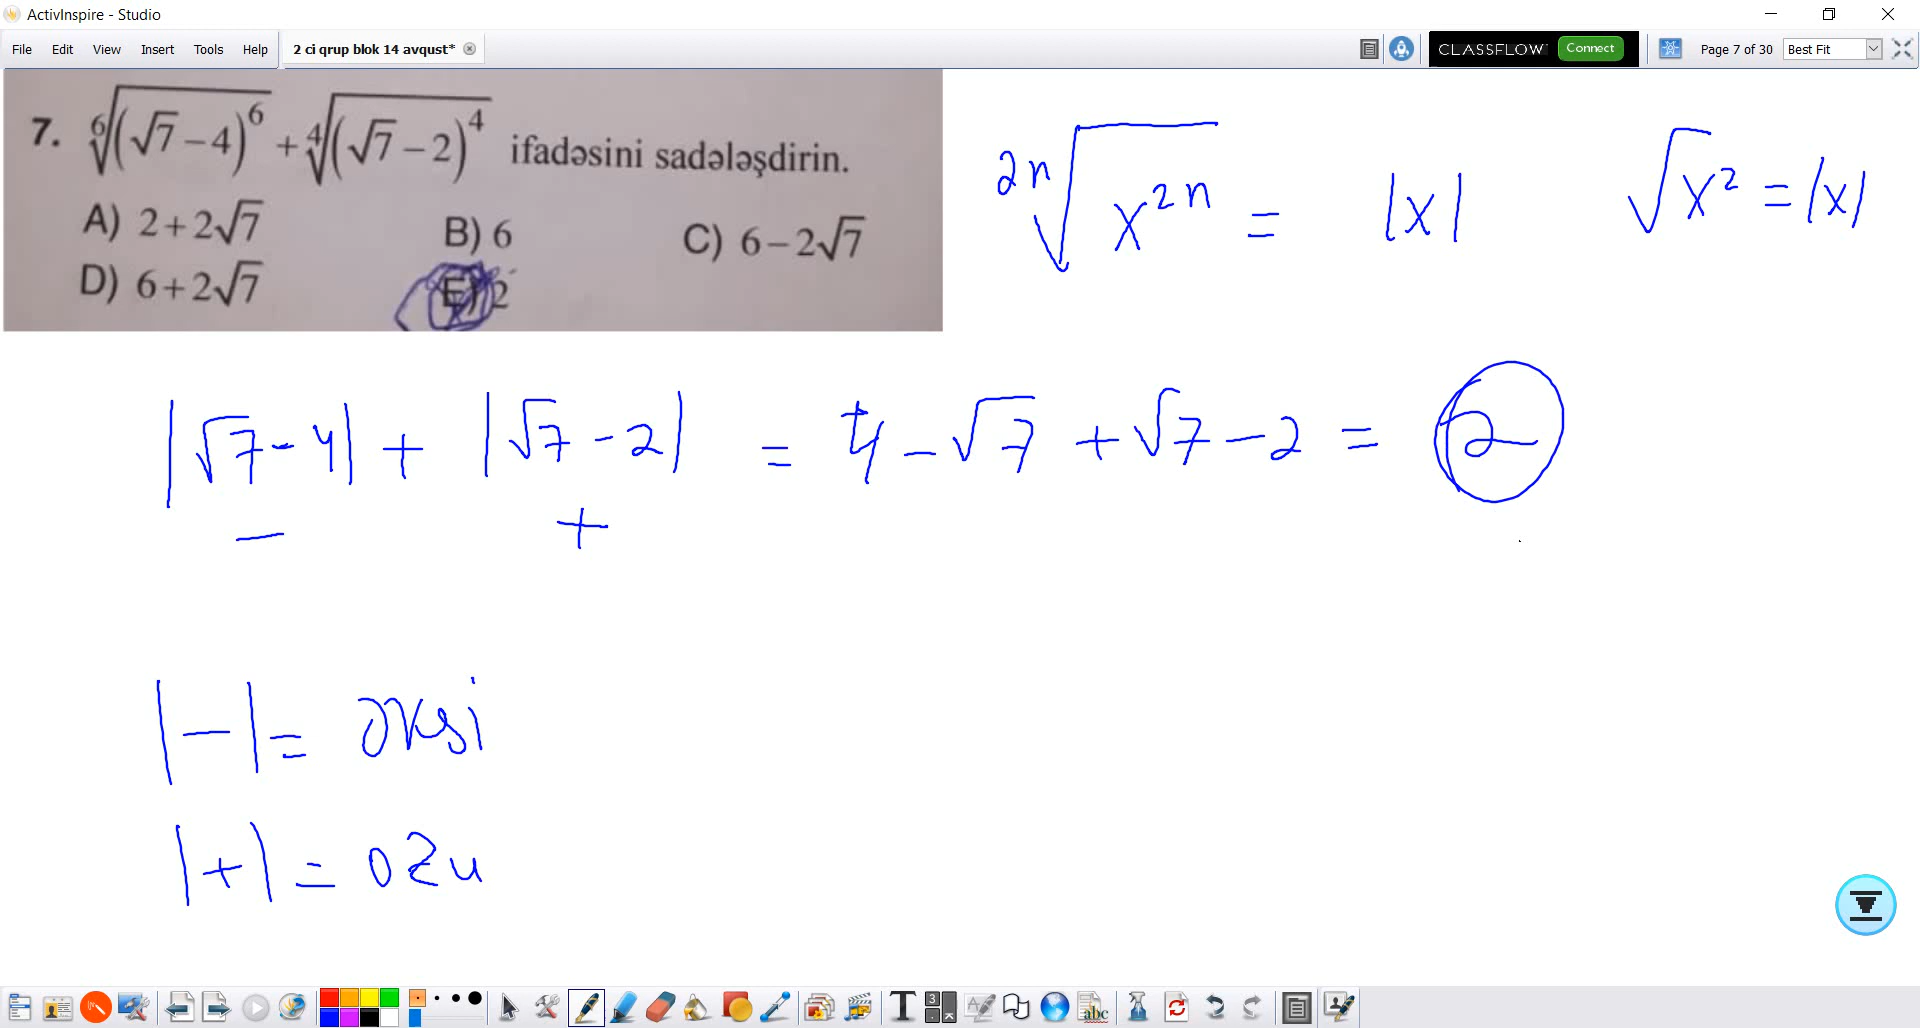 ActivInspire - Studio
File Edit View Insert Tools Help 2 ci qrup blok 14 avqust* CLASSFLOW Connect Page 7 of 30 Best Fit
7. ⁶√(√7 − 4)⁶ + ⁴√(√7 − 2)⁴ ifadəsini sadələşdirin.
A) 2 + 2√7 B) 6 C) 6 − 2√7
D) 6 + 2√7 E) 2
²ⁿ√x²ⁿ = |x| √x² = |x|
|√7 - 4| + |√7 - 2| = 4 - √7 + √7 - 2 = 2
− +
|−| = əksi
|+| = ozu
T 3 abc